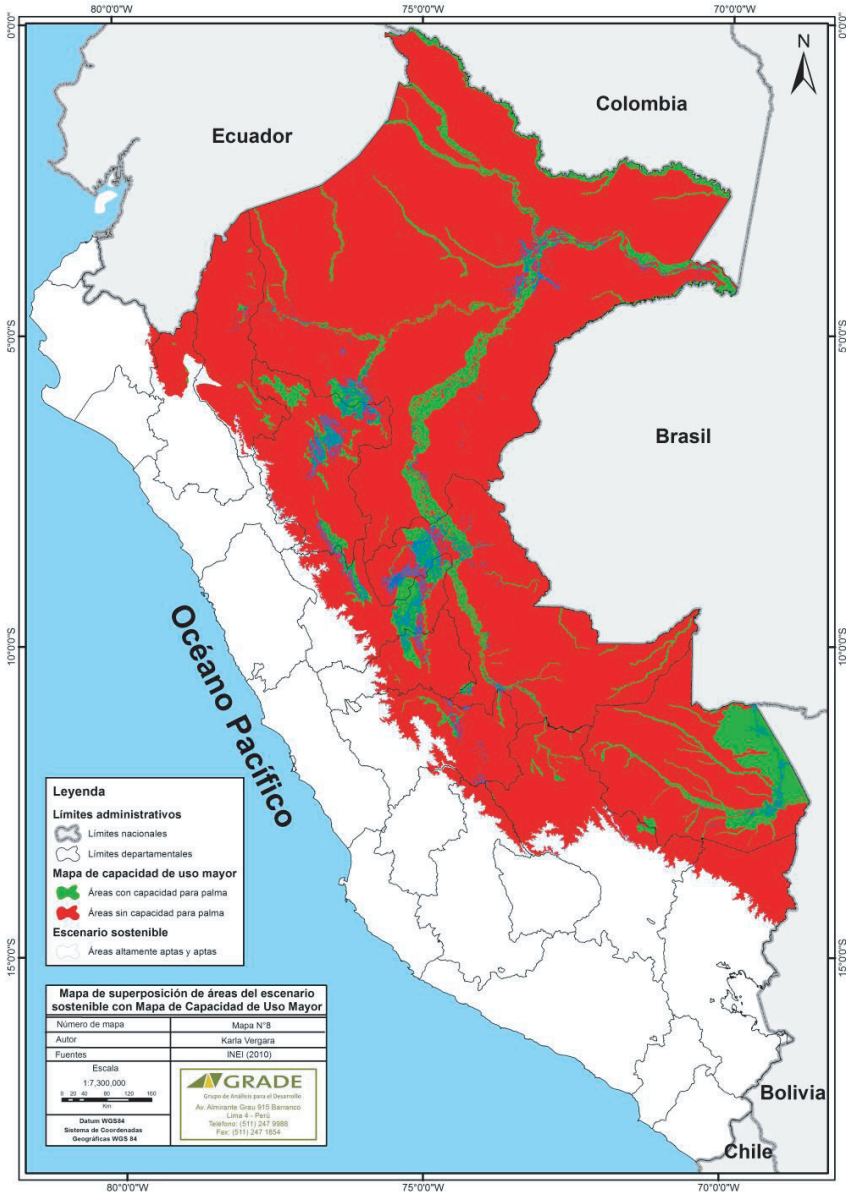 80°0'0"W
75°0'0"W
70°0'0"W
0°0'0"
0°0'0"
N
Colombia
Ecuador
5°0'0"S
5°0'0"S
Brasil
10°0'0"S
10°0'0"S
Océano Pacífico
Leyenda
Límites administrativos
Límites nacionales
Límites departamentales
Mapa de capacidad de uso mayor
Áreas con capacidad para palma
Áreas sin capacidad para palma
Escenario sostenible
Áreas altamente aptas y aptas
15°0'0"S
15°0'0"S
Mapa de superposición de áreas del escenario
sostenible con Mapa de Capacidad de Uso Mayor
Número de mapa Mapa N°8
Autor Karla Vergara
Fuentes INEI (2010)
Escala
1:7,300,000
0 20 40 80 120 160
Km
Datum WGS84
Sistema de Coordenadas
Geográficas WGS 84
GRADE
Grupo de Análisis para el Desarrollo
Av. Almirante Grau 915 Barranco
Lima 4 - Perú
Teléfono: (511) 247 9988
Fax: (511) 247 1854
Bolivia
Chile
80°0'0"W
75°0'0"W
70°0'0"W